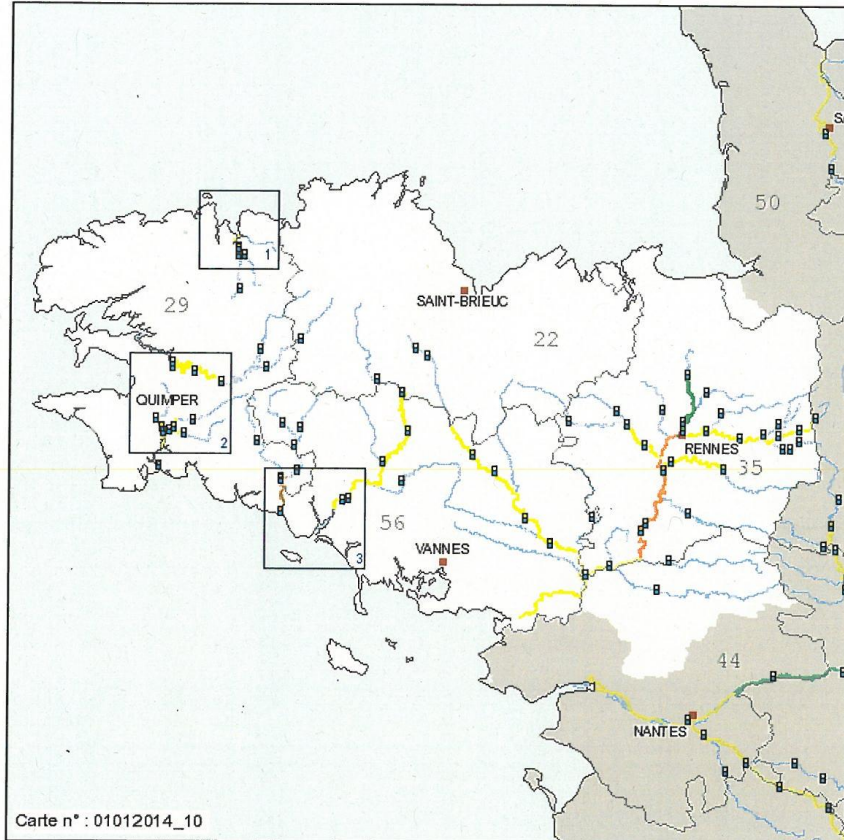 50
1
29
SAINT-BRIEUC
22
QUIMPER
2
RENNES
35
56
3
VANNES
44
NANTES
Carte n° : 01012014_10